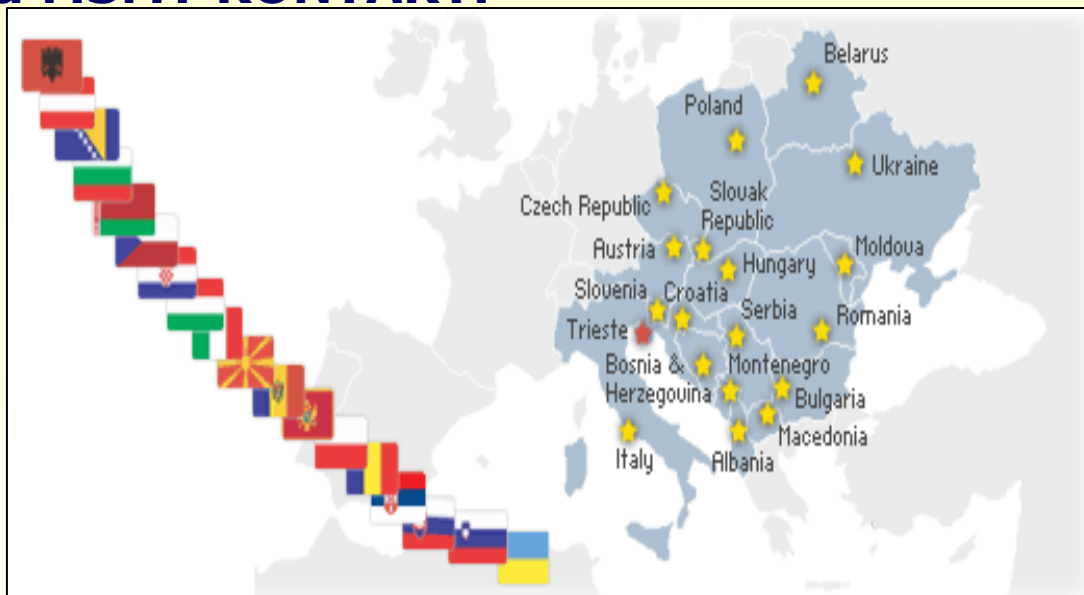 Belarus
Poland
Ukraine
Slovak
Republic
Czech Republic
Austria
Hungary
Moldova
Slovenia
Croatia
Serbia
Romania
Trieste
Bosnia &
Herzegovina
Montenegro
Bulgaria
Macedonia
Italy
Albania